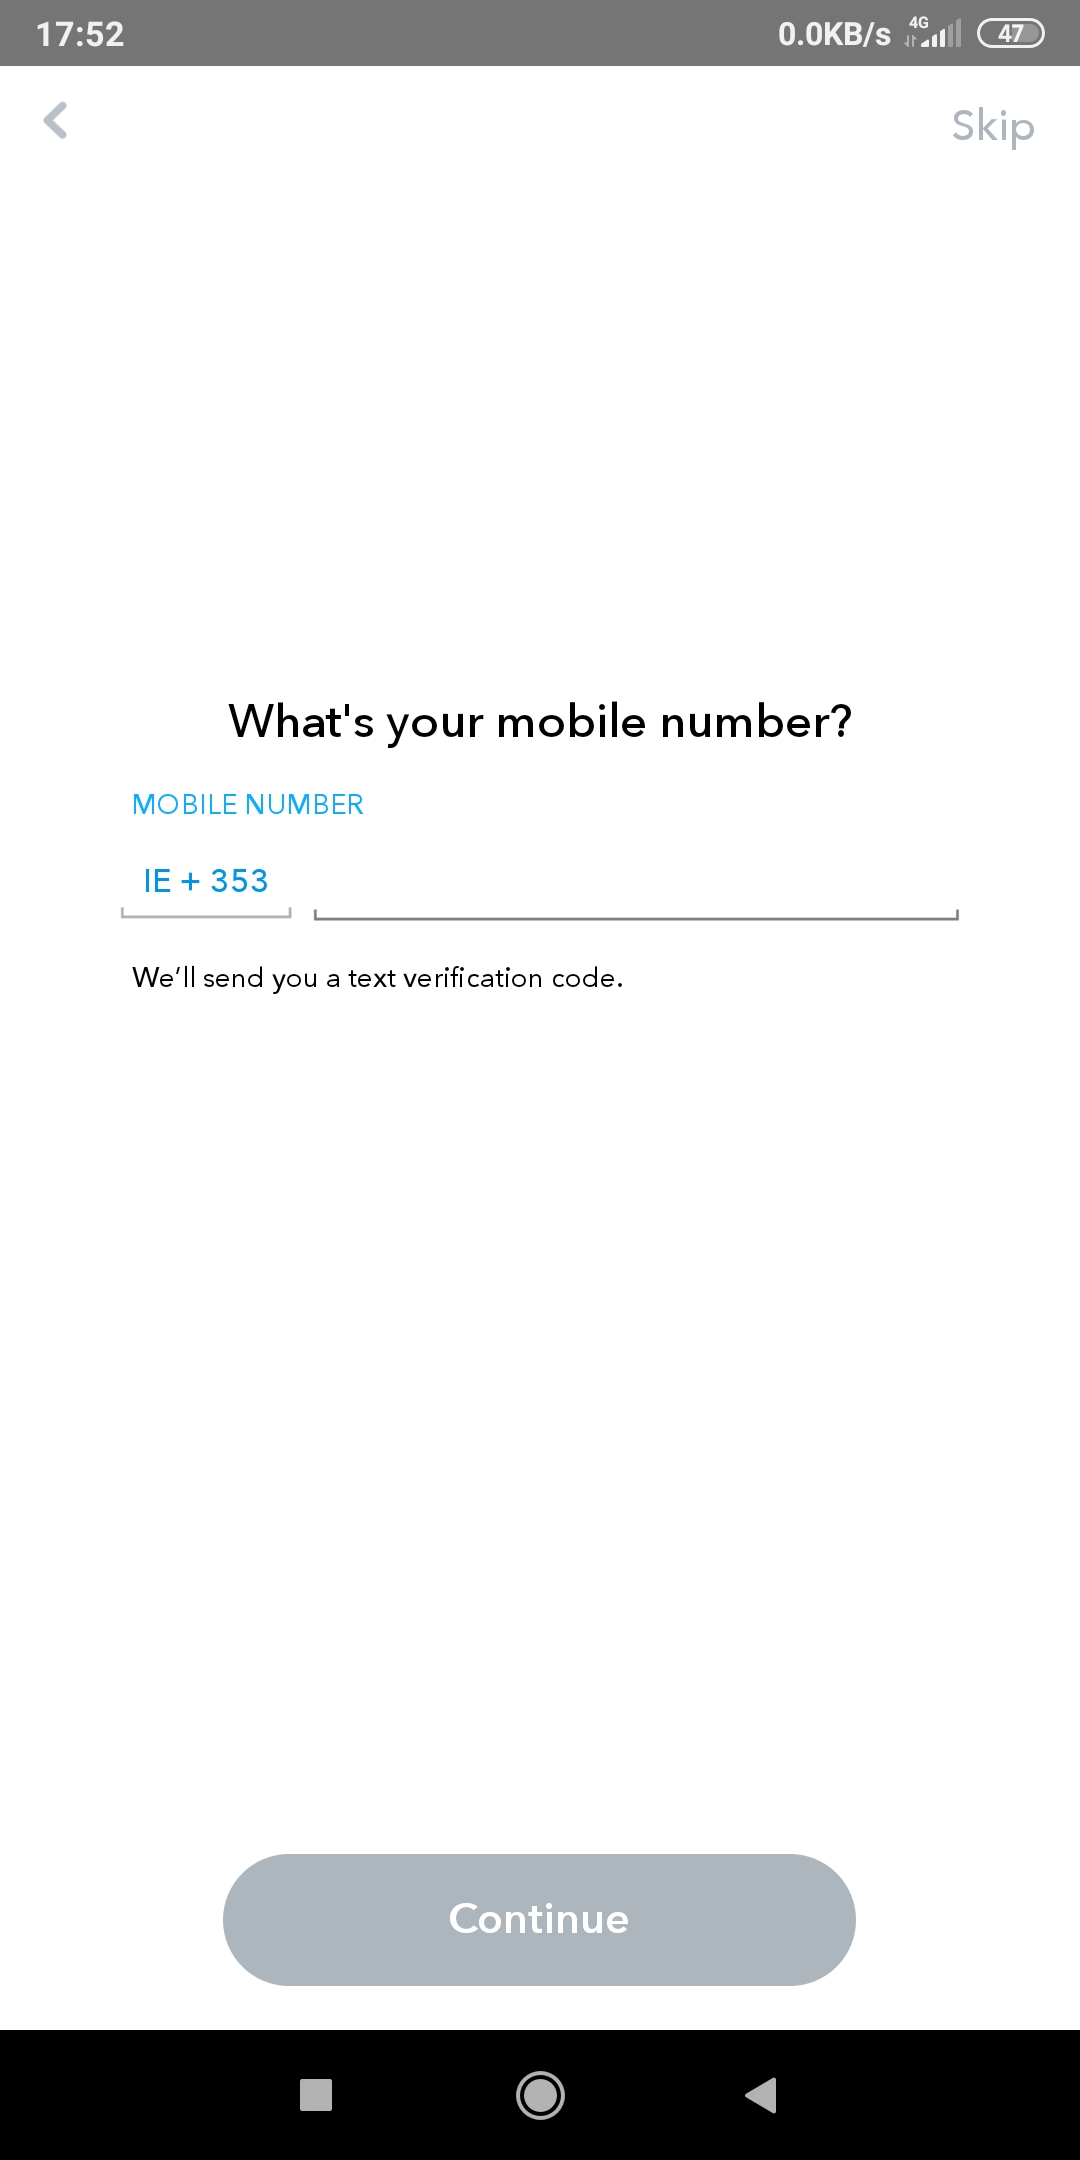 17:52
0.0KB/s 4G 47
Skip
What's your mobile number?
MOBILE NUMBER
IE + 353
We’ll send you a text verification code.
Continue